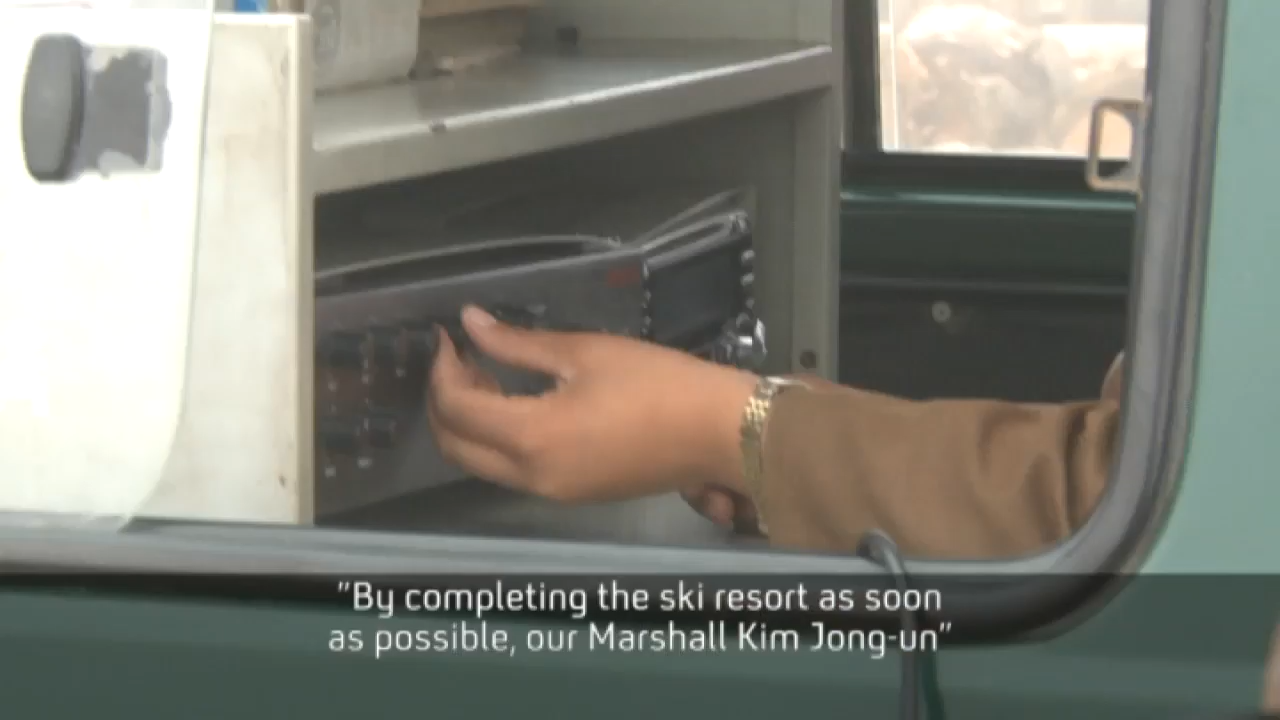 "By completing the ski resort as soon
as possible, our Marshall Kim Jong-un"